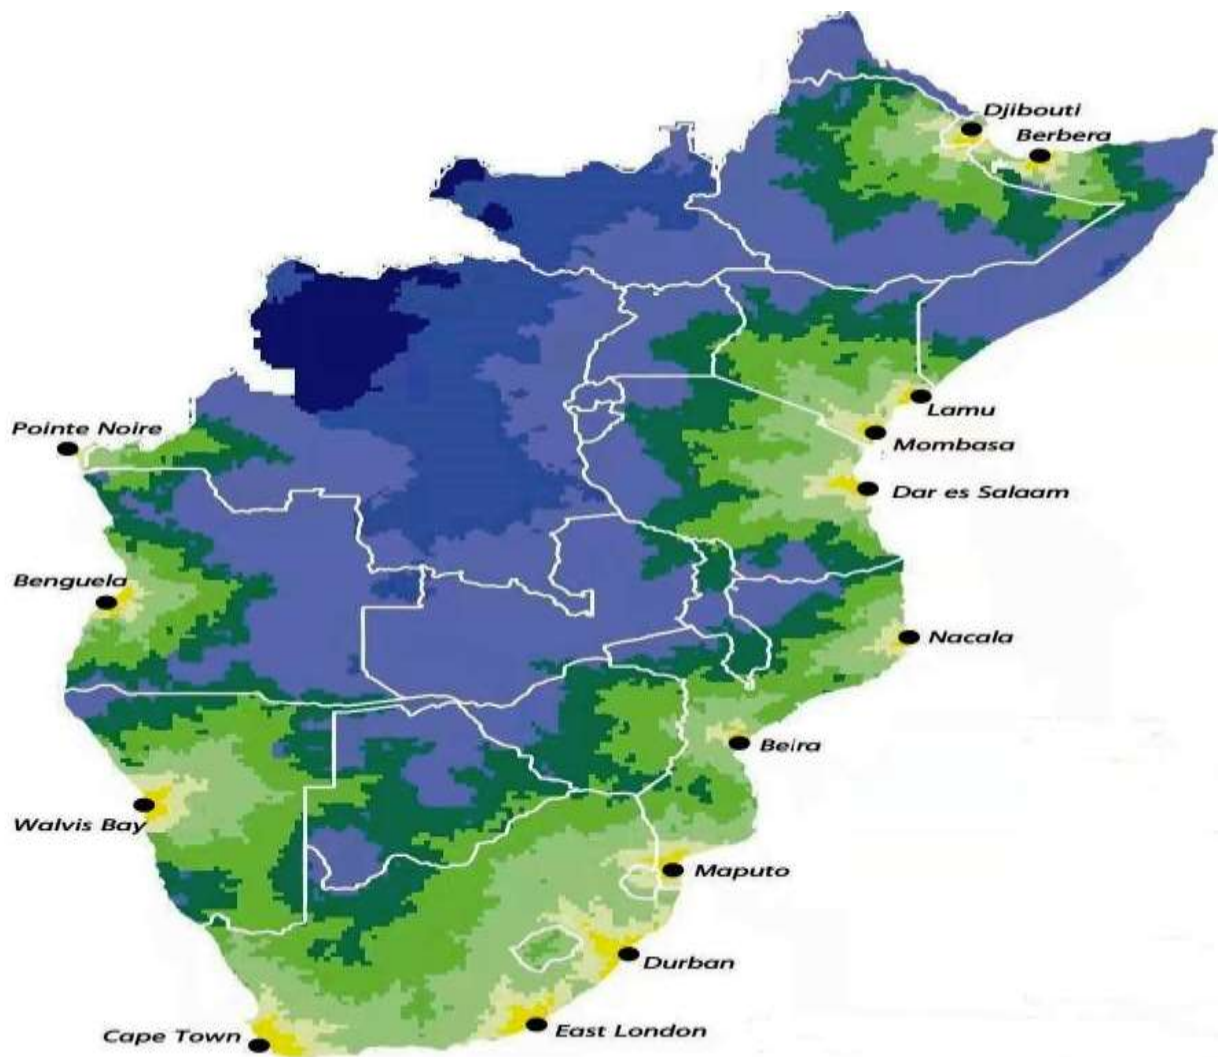 Djibouti
Berbera
Lamu
Pointe Noire
Mombasa
Dar es Salaam
Benguela
Nacala
Beira
Walvis Bay
Maputo
Durban
East London
Cape Town